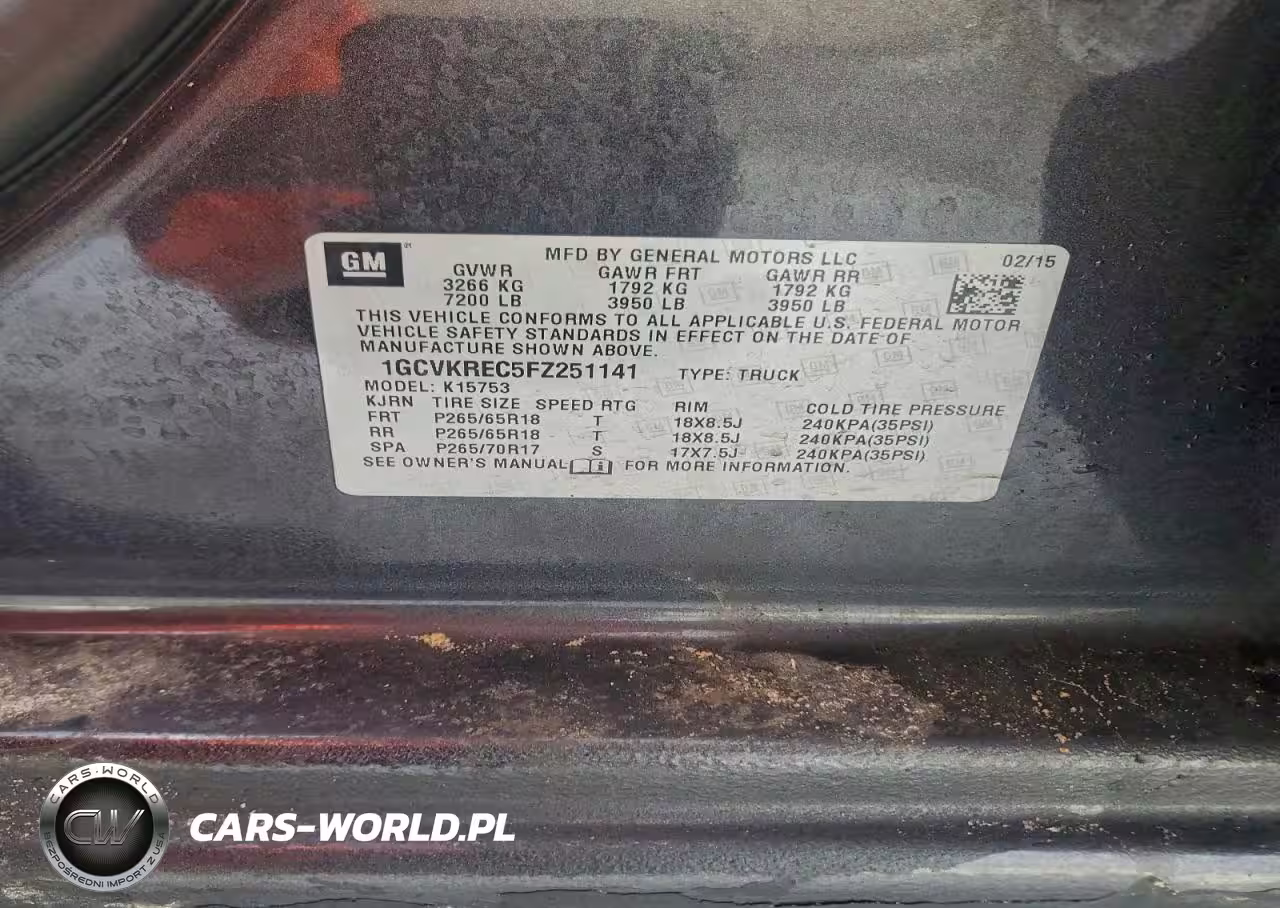 GM
MFD BY GENERAL MOTORS LLC 02/15
GVWR GAWR FRT GAWR RR
3266 KG 1792 KG 1792 KG
7200 LB 3950 LB 3950 LB
THIS VEHICLE CONFORMS TO ALL APPLICABLE U.S. FEDERAL MOTOR
VEHICLE SAFETY STANDARDS IN EFFECT ON THE DATE OF
MANUFACTURE SHOWN ABOVE.
1GCVKREC5FZ251141 TYPE: TRUCK
MODEL: K15753
KJRN TIRE SIZE SPEED RTG RIM COLD TIRE PRESSURE
FRT P265/65R18 T 18X8.5J 240KPA(35PSI)
RR P265/65R18 T 18X8.5J 240KPA(35PSI)
SPA P265/70R17 S 17X7.5J 240KPA(35PSI)
SEE OWNER'S MANUAL FOR MORE INFORMATION.
CARS-WORLD
CW
BEZPOŚREDNI IMPORT Z USA
CARS-WORLD.PL